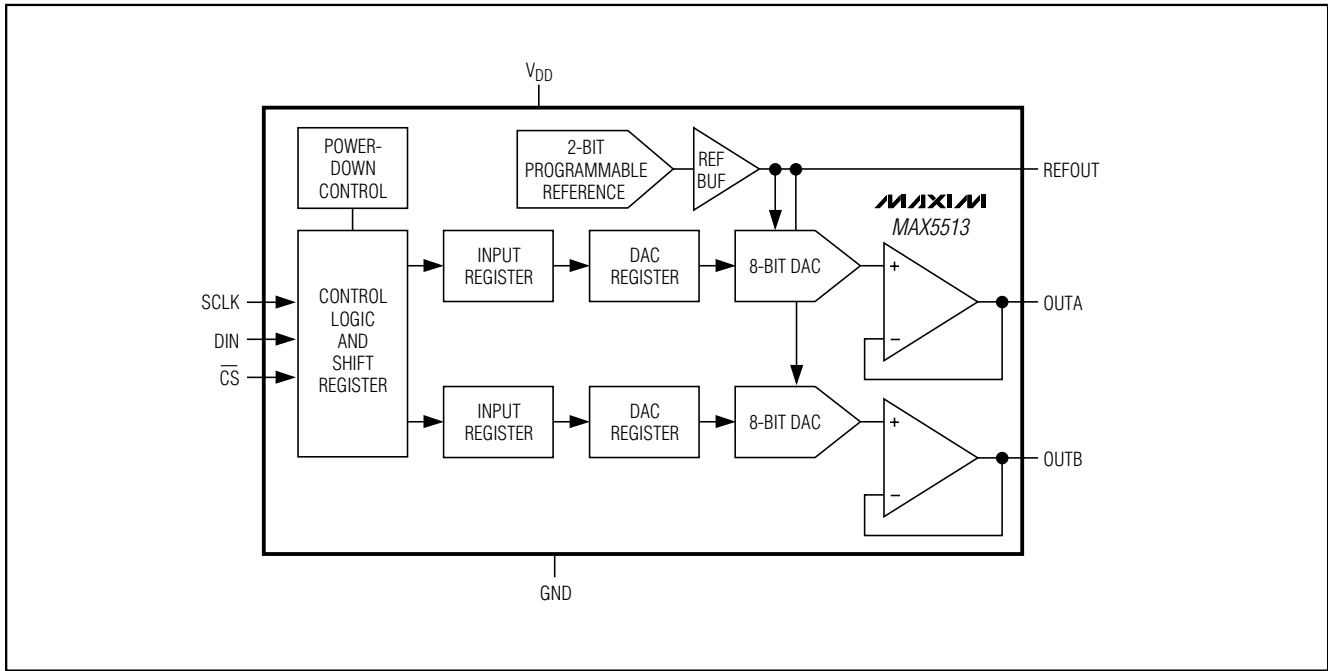 V_DD
POWER-
DOWN
CONTROL
2-BIT
PROGRAMMABLE
REFERENCE
REF
BUF
REFOUT
MAXIM
MAX5513
SCLK
DIN
C̅S̅
CONTROL
LOGIC
AND
SHIFT
REGISTER
INPUT
REGISTER
DAC
REGISTER
8-BIT DAC
+
−
OUTA
INPUT
REGISTER
DAC
REGISTER
8-BIT DAC
+
−
OUTB
GND